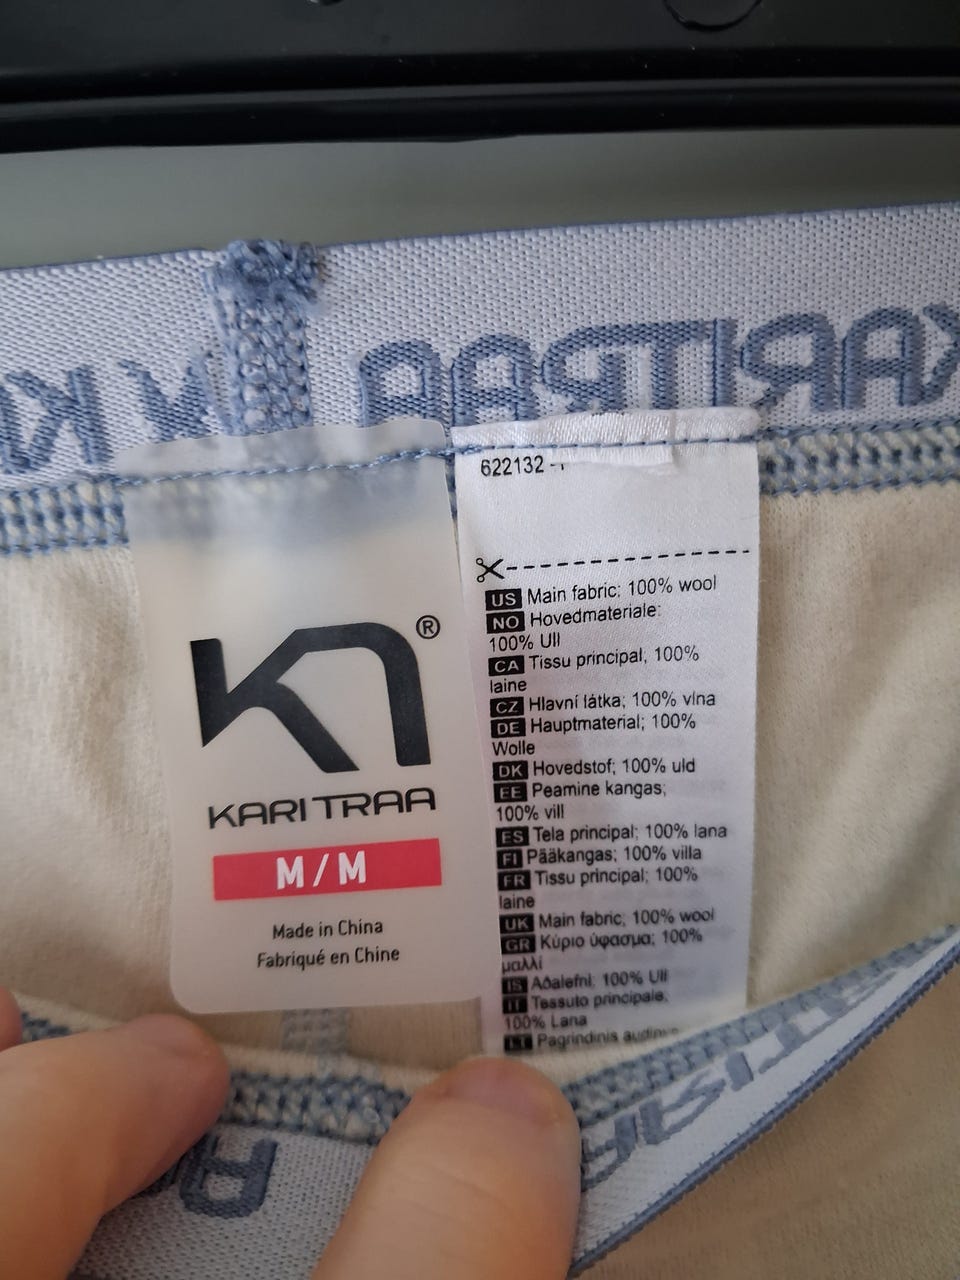 KARITRAA
622132
KARI TRAA
®
M/M
Made in China
Fabriqué en Chine
US Main fabric; 100% wool
NO Hovedmateriale:
100% Ull
CA Tissu principal, 100%
laine
CZ Hlavní látka; 100% vlna
DE Hauptmaterial; 100%
Wolle
DK Hovedstof; 100% uld
EE Peamine kangas;
100% vill
ES Tela principal; 100% lana
FI Pääkangas; 100% villa
FR Tissu principal; 100%
laine
UK Main fabric; 100% wool
GR Κύριο ύφασμα; 100%
μαλλί
IS Aðalefni: 100% Ull
IT Tessuto principale.
100% Lana
LT Pagrindinis